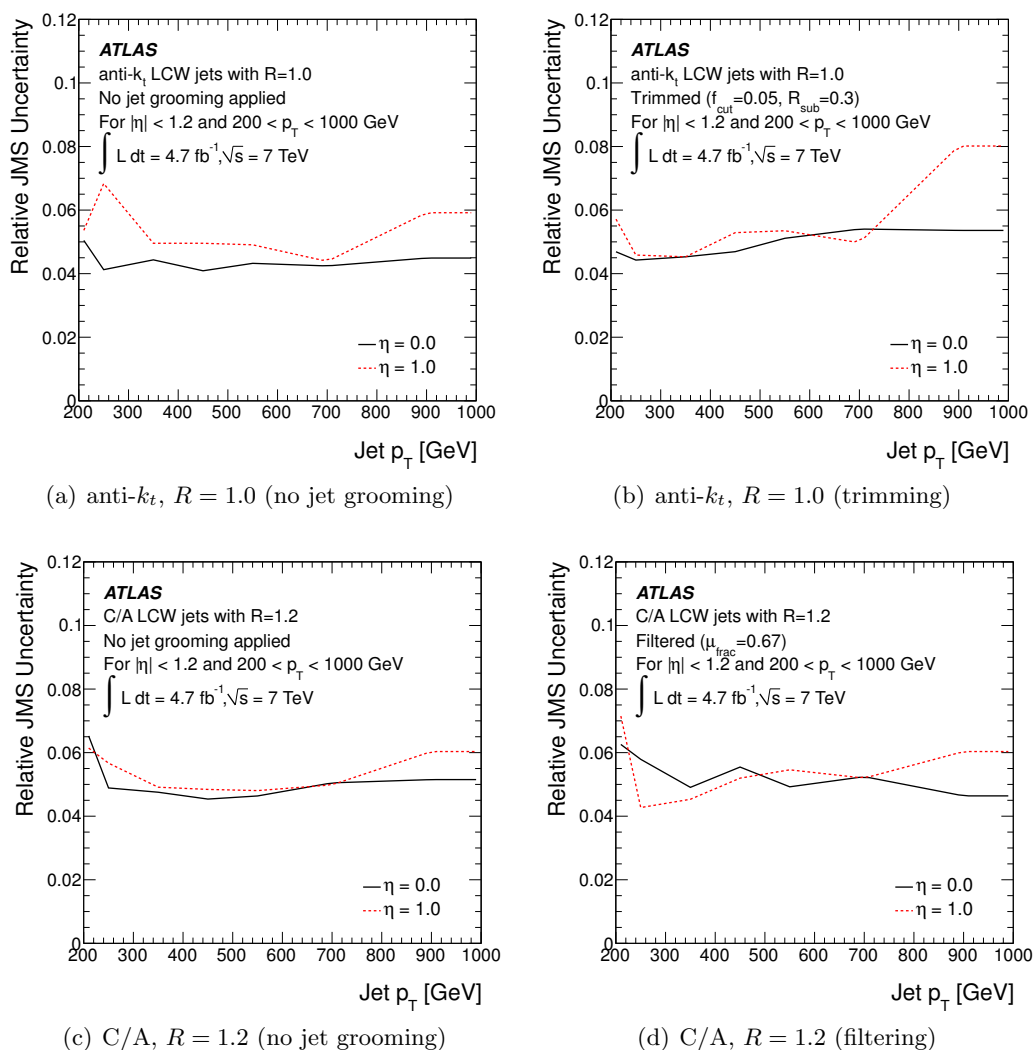 Relative JMS Uncertainty
0.12
0.1
0.08
0.06
0.04
0.02
0
ATLAS
anti-kₜ LCW jets with R=1.0
No jet grooming applied
For |η| < 1.2 and 200 < p_T < 1000 GeV
∫ L dt = 4.7 fb⁻¹,√s = 7 TeV
η = 0.0
η = 1.0
200 300 400 500 600 700 800 900 1000
Jet p_T [GeV]
(a) anti-kₜ, R = 1.0 (no jet grooming)
Relative JMS Uncertainty
0.12
0.1
0.08
0.06
0.04
0.02
0
ATLAS
anti-kₜ LCW jets with R=1.0
Trimmed (f_cut=0.05, R_sub=0.3)
For |η| < 1.2 and 200 < p_T < 1000 GeV
∫ L dt = 4.7 fb⁻¹,√s = 7 TeV
η = 0.0
η = 1.0
200 300 400 500 600 700 800 900 1000
Jet p_T [GeV]
(b) anti-kₜ, R = 1.0 (trimming)
Relative JMS Uncertainty
0.12
0.1
0.08
0.06
0.04
0.02
0
ATLAS
C/A LCW jets with R=1.2
No jet grooming applied
For |η| < 1.2 and 200 < p_T < 1000 GeV
∫ L dt = 4.7 fb⁻¹,√s = 7 TeV
η = 0.0
η = 1.0
200 300 400 500 600 700 800 900 1000
Jet p_T [GeV]
(c) C/A, R = 1.2 (no jet grooming)
Relative JMS Uncertainty
0.12
0.1
0.08
0.06
0.04
0.02
0
ATLAS
C/A LCW jets with R=1.2
Filtered (μ_frac=0.67)
For |η| < 1.2 and 200 < p_T < 1000 GeV
∫ L dt = 4.7 fb⁻¹,√s = 7 TeV
η = 0.0
η = 1.0
200 300 400 500 600 700 800 900 1000
Jet p_T [GeV]
(d) C/A, R = 1.2 (filtering)